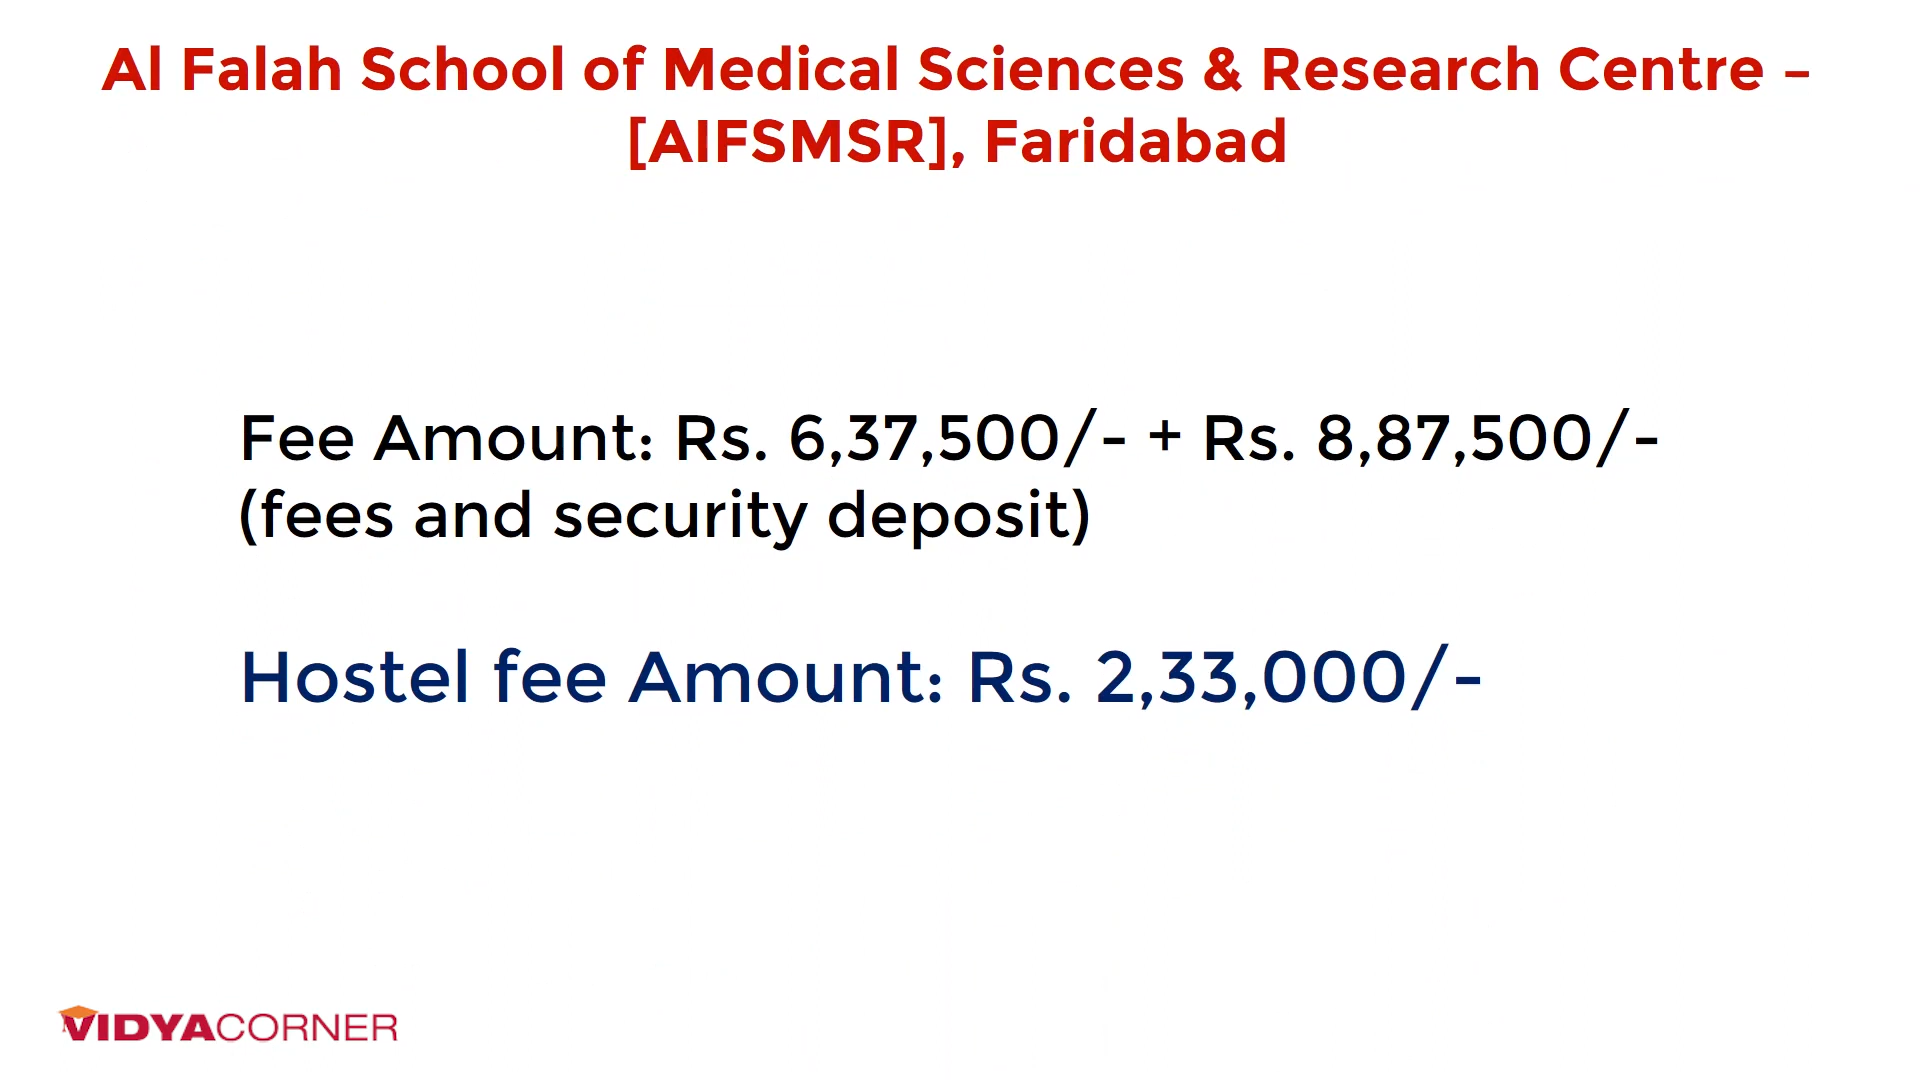 Al Falah School of Medical Sciences & Research Centre –
[AIFSMSR], Faridabad
Fee Amount: Rs. 6,37,500/- + Rs. 8,87,500/-
(fees and security deposit)
Hostel fee Amount: Rs. 2,33,000/-
VIDYACORNER